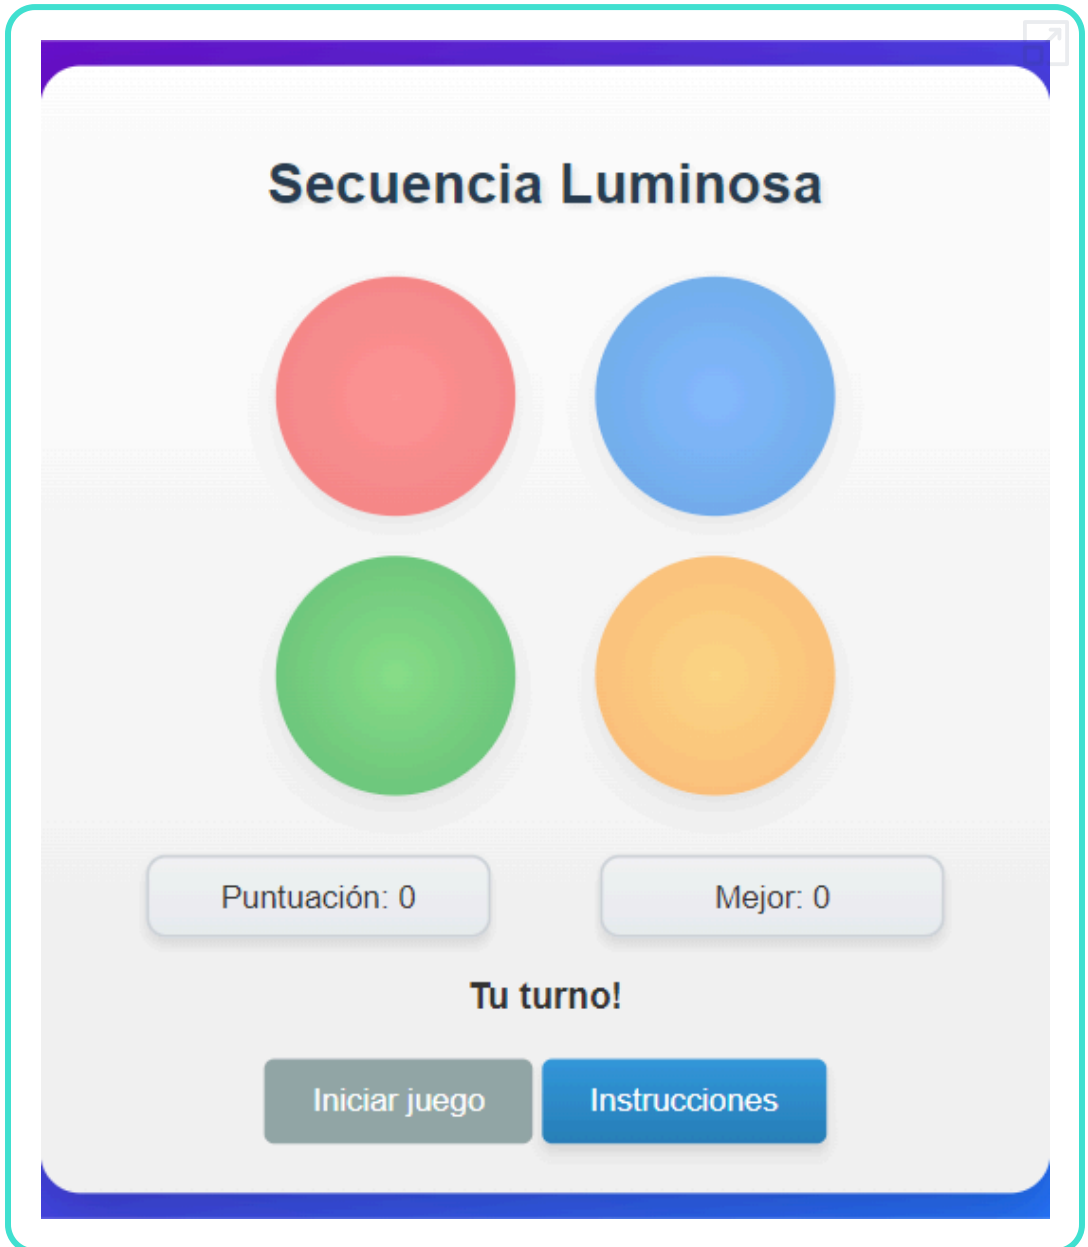 Secuencia Luminosa
Puntuación: 0
Mejor: 0
Tu turno!
Iniciar juego
Instrucciones